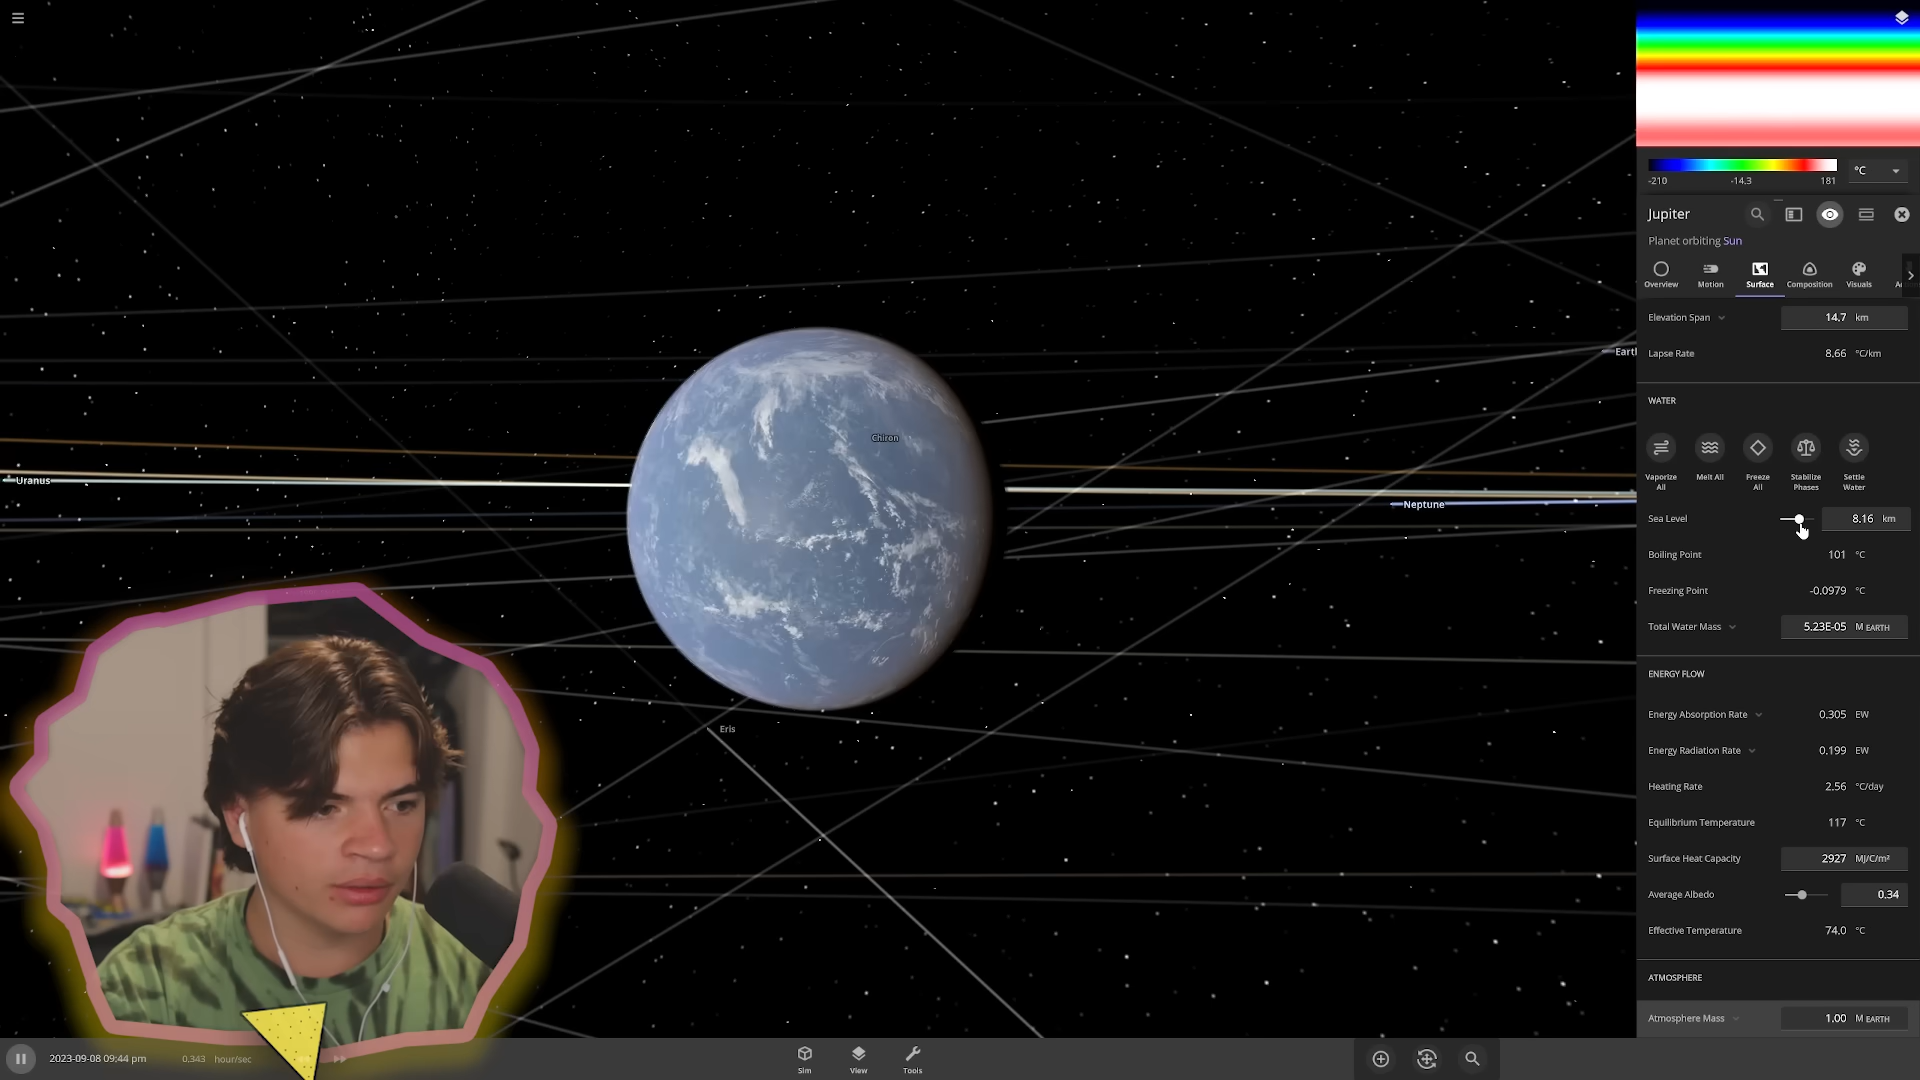 °C
-210 -14.3 181
Jupiter
Planet orbiting Sun
Overview Motion Surface Composition Visuals
Elevation Span 14.7 km
Lapse Rate 8.66 °C/km
WATER
Vaporize All
Melt All
Freeze All
Stabilize Phases
Settle Water
Sea Level 8.16 km
Boiling Point 101 °C
Freezing Point -0.0979 °C
Total Water Mass 5.23E-05 M EARTH
ENERGY FLOW
Energy Absorption Rate 0.305 EW
Energy Radiation Rate 0.199 EW
Heating Rate 2.56 °C/day
Equilibrium Temperature 117 °C
Surface Heat Capacity 2927 MJ/C/m²
Average Albedo 0.34
Effective Temperature 74.0 °C
ATMOSPHERE
Atmosphere Mass 1.00 M EARTH
Earth
Chiron
Uranus
Neptune
Eris
2023-09-08 09:44 pm 0.343 hour/sec
Sim View Tools